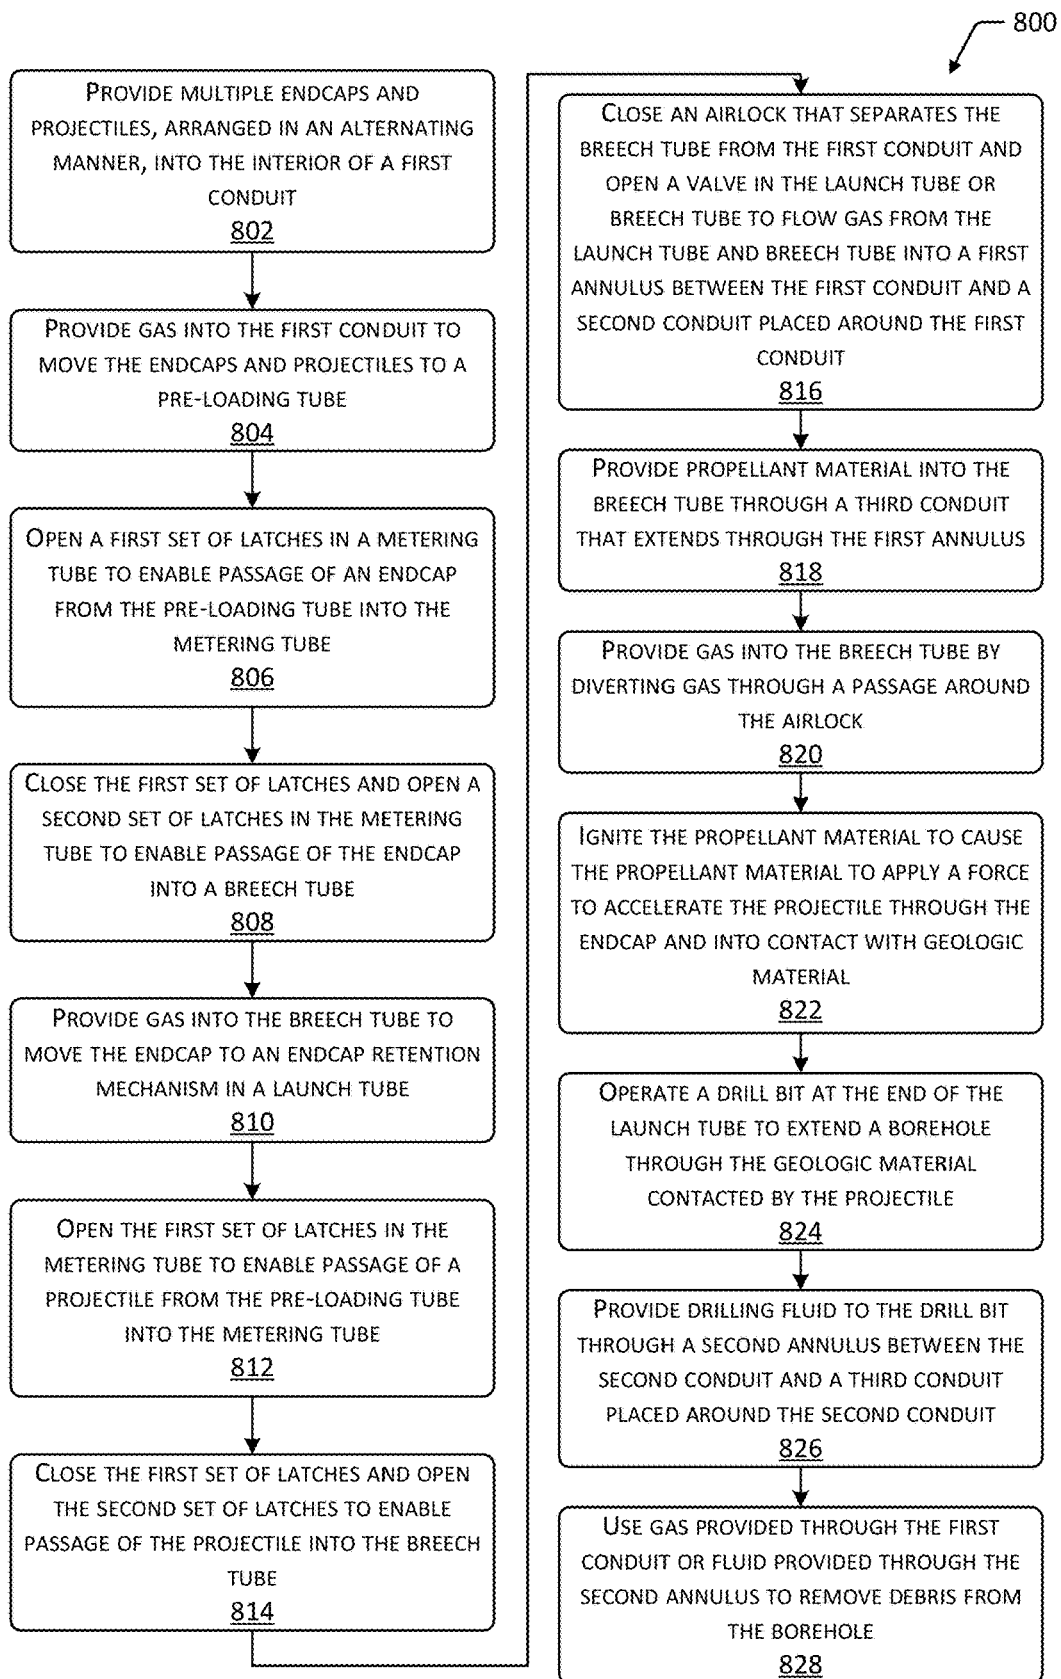 800
PROVIDE MULTIPLE ENDCAPS AND
PROJECTILES, ARRANGED IN AN ALTERNATING
MANNER, INTO THE INTERIOR OF A FIRST
CONDUIT
802
PROVIDE GAS INTO THE FIRST CONDUIT TO
MOVE THE ENDCAPS AND PROJECTILES TO A
PRE-LOADING TUBE
804
OPEN A FIRST SET OF LATCHES IN A METERING
TUBE TO ENABLE PASSAGE OF AN ENDCAP
FROM THE PRE-LOADING TUBE INTO THE
METERING TUBE
806
CLOSE THE FIRST SET OF LATCHES AND OPEN A
SECOND SET OF LATCHES IN THE METERING
TUBE TO ENABLE PASSAGE OF THE ENDCAP
INTO A BREECH TUBE
808
PROVIDE GAS INTO THE BREECH TUBE TO
MOVE THE ENDCAP TO AN ENDCAP RETENTION
MECHANISM IN A LAUNCH TUBE
810
OPEN THE FIRST SET OF LATCHES IN THE
METERING TUBE TO ENABLE PASSAGE OF A
PROJECTILE FROM THE PRE-LOADING TUBE
INTO THE METERING TUBE
812
CLOSE THE FIRST SET OF LATCHES AND OPEN
THE SECOND SET OF LATCHES TO ENABLE
PASSAGE OF THE PROJECTILE INTO THE BREECH
TUBE
814
CLOSE AN AIRLOCK THAT SEPARATES THE
BREECH TUBE FROM THE FIRST CONDUIT AND
OPEN A VALVE IN THE LAUNCH TUBE OR
BREECH TUBE TO FLOW GAS FROM THE
LAUNCH TUBE AND BREECH TUBE INTO A FIRST
ANNULUS BETWEEN THE FIRST CONDUIT AND A
SECOND CONDUIT PLACED AROUND THE FIRST
CONDUIT
816
PROVIDE PROPELLANT MATERIAL INTO THE
BREECH TUBE THROUGH A THIRD CONDUIT
THAT EXTENDS THROUGH THE FIRST ANNULUS
818
PROVIDE GAS INTO THE BREECH TUBE BY
DIVERTING GAS THROUGH A PASSAGE AROUND
THE AIRLOCK
820
IGNITE THE PROPELLANT MATERIAL TO CAUSE
THE PROPELLANT MATERIAL TO APPLY A FORCE
TO ACCELERATE THE PROJECTILE THROUGH THE
ENDCAP AND INTO CONTACT WITH GEOLOGIC
MATERIAL
822
OPERATE A DRILL BIT AT THE END OF THE
LAUNCH TUBE TO EXTEND A BOREHOLE
THROUGH THE GEOLOGIC MATERIAL
CONTACTED BY THE PROJECTILE
824
PROVIDE DRILLING FLUID TO THE DRILL BIT
THROUGH A SECOND ANNULUS BETWEEN THE
SECOND CONDUIT AND A THIRD CONDUIT
PLACED AROUND THE SECOND CONDUIT
826
USE GAS PROVIDED THROUGH THE FIRST
CONDUIT OR FLUID PROVIDED THROUGH THE
SECOND ANNULUS TO REMOVE DEBRIS FROM
THE BOREHOLE
828